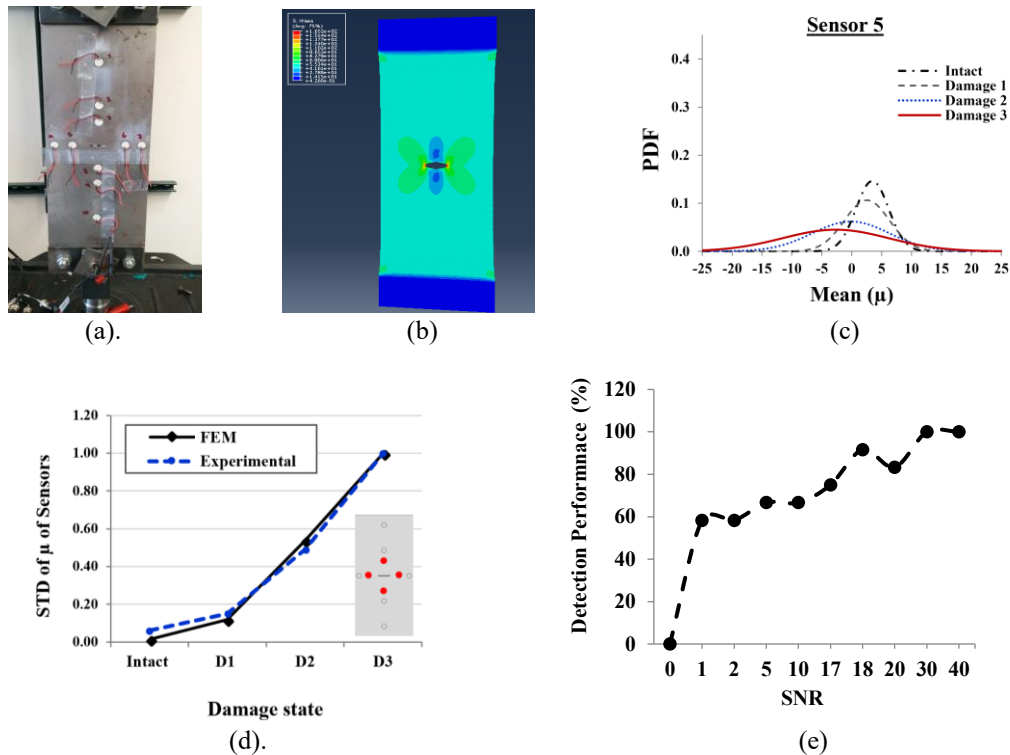 S, Mises
(Avg: 75%)
(a).
(b)
Sensor 5
PDF
0.4
0.3
0.2
0.1
0.0
Intact
Damage 1
Damage 2
Damage 3
-25 -20 -15 -10 -5 0 5 10 15 20 25
Mean (µ)
(c)
STD of µ of Sensors
1.20
1.00
0.80
0.60
0.40
0.20
0.00
FEM
Experimental
Intact D1 D2 D3
Damage state
(d).
Detection Performnace (%)
120
100
80
60
40
20
0
0 1 2 5 10 17 18 20 30 40
SNR
(e)